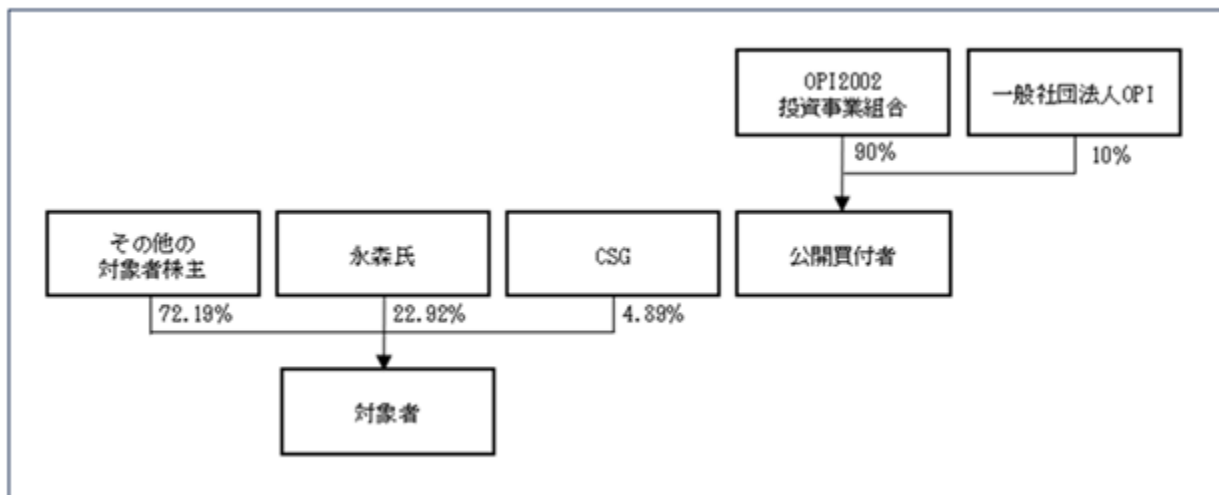 OPI2002
投資事業組合
一般社団法人OPI
90%
10%
その他の
対象者株主
永森氏
CSG
公開買付者
72.19%
22.92%
4.89%
対象者